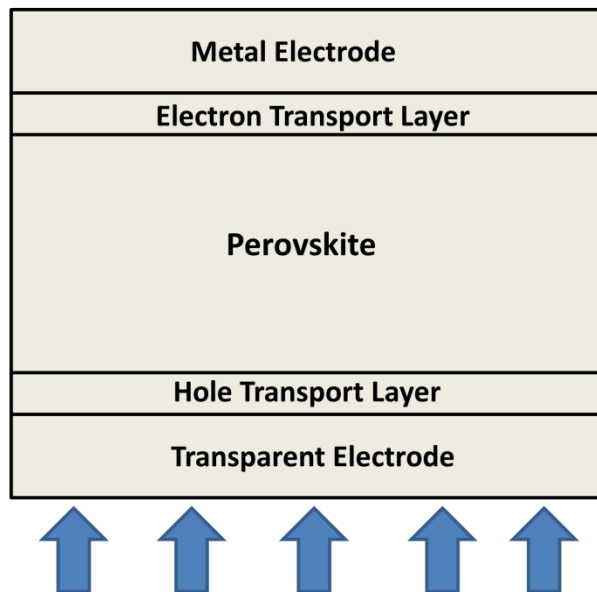 Metal Electrode
Electron Transport Layer
Perovskite
Hole Transport Layer
Transparent Electrode